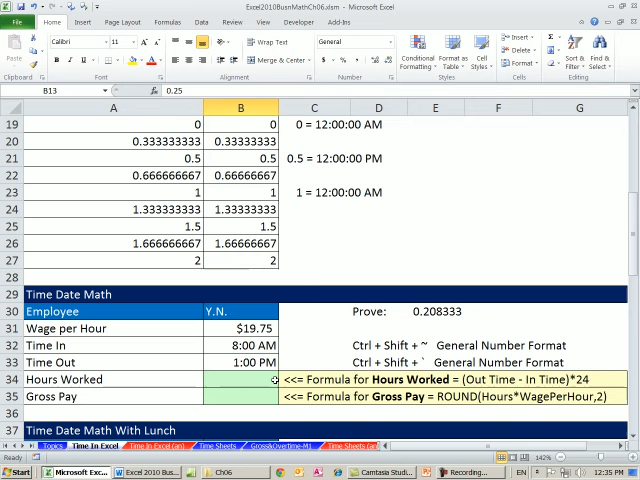 Excel2010BusnMathCh06.xlsm - Microsoft Excel
File Home Insert Page Layout Formulas Data Review View Developer Add-Ins
Calibri 11 Wrap Text General Insert
Paste B I U Merge & Center $ % Conditional Formatting Format as Table Cell Styles Delete Format Sort & Filter Find & Select
Clipboard Font Alignment Number Styles Cells Editing
B13 fx 0.25
A B C D E F G
19 0 0 0 = 12:00:00 AM
20 0.333333333 0.33333333
21 0.5 0.5 0.5 = 12:00:00 PM
22 0.666666667 0.66666667
23 1 1 1 = 12:00:00 AM
24 1.333333333 1.33333333
25 1.5 1.5
26 1.666666667 1.66666667
27 2 2
28
29 Time Date Math
30 Employee Y.N. Prove: 0.208333
31 Wage per Hour $19.75
32 Time In 8:00 AM Ctrl + Shift + ~ General Number Format
33 Time Out 1:00 PM Ctrl + Shift + ` General Number Format
34 Hours Worked <<= Formula for Hours Worked = (Out Time - In Time)*24
35 Gross Pay <<= Formula for Gross Pay = ROUND(Hours*WagePerHour,2)
36
37 Time Date Math With Lunch
Topics Time In Excel Time In Excel (an) Time Sheets Gross&Overtime-M1 Time Sheets (an)
Ready 142%
Start Microsoft Exc... Excel 2010 Busi... Ch06 Camtasia Studi... Recording... EN 12:35 PM